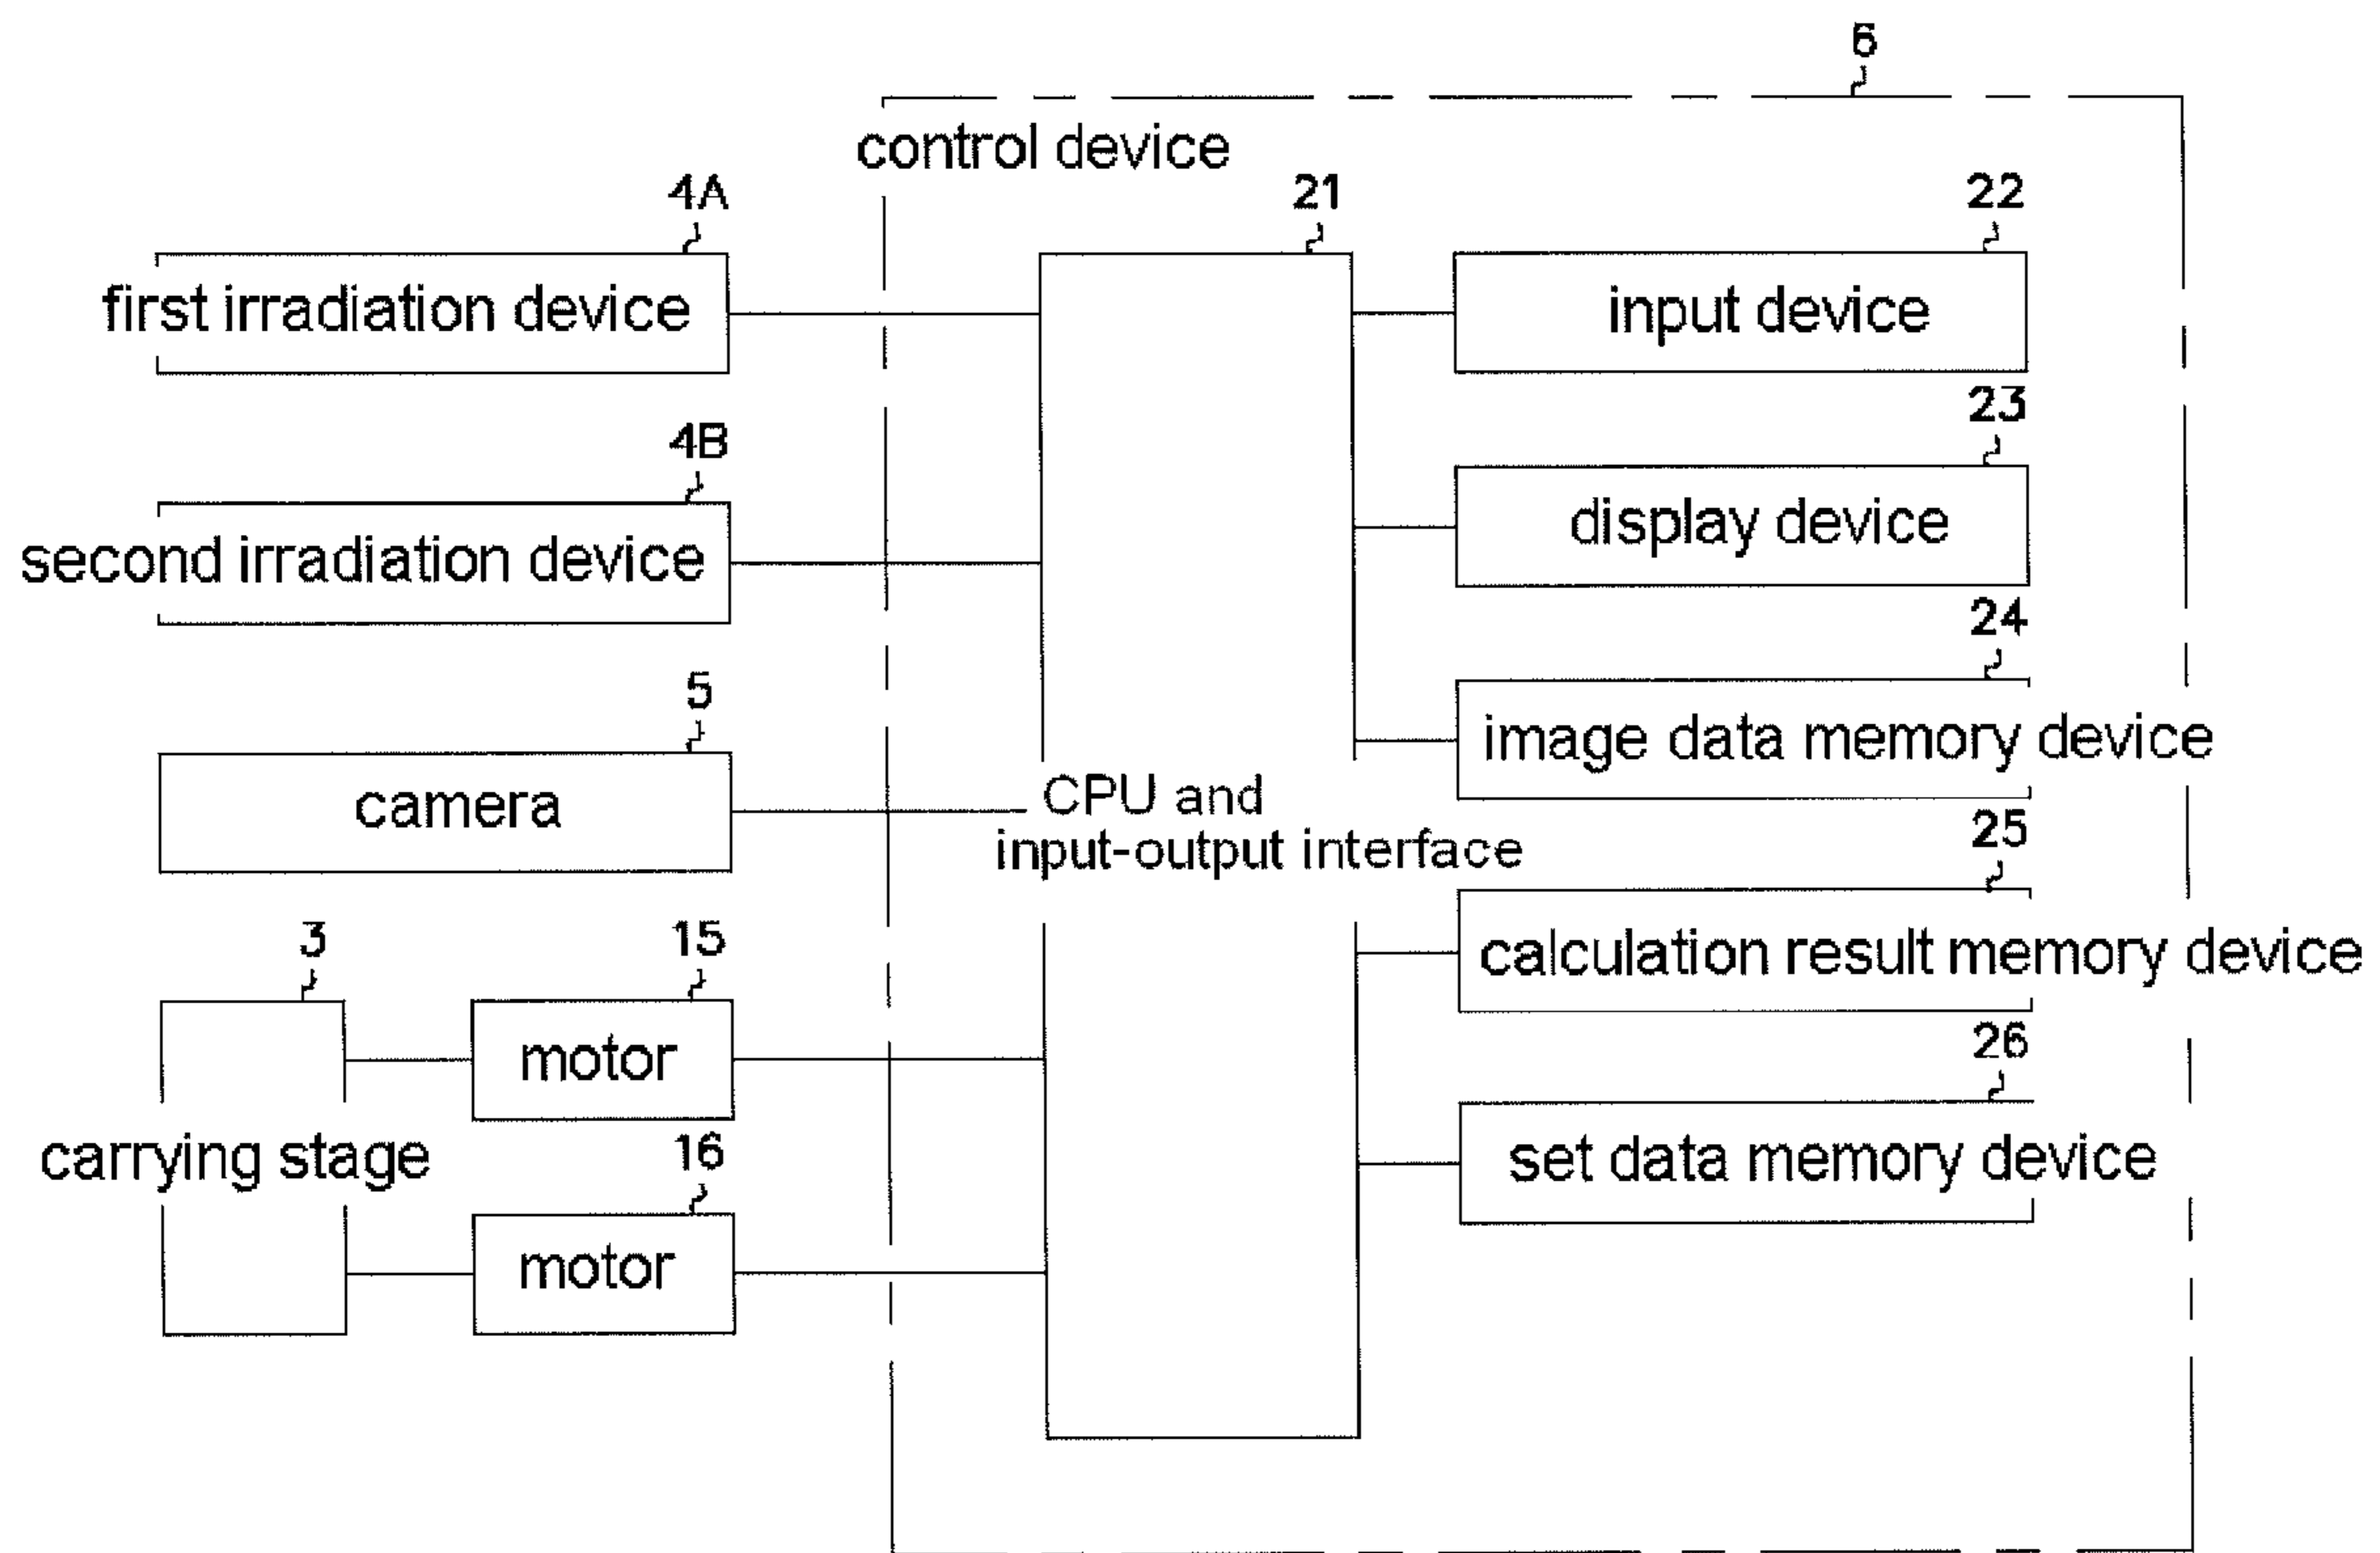 6
control device
4A
21
22
first irradiation device
input device
23
4B
display device
second irradiation device
24
5
image data memory device
camera
CPU and
input-output interface
25
3
15
calculation result memory device
motor
26
carrying stage
16
set data memory device
motor